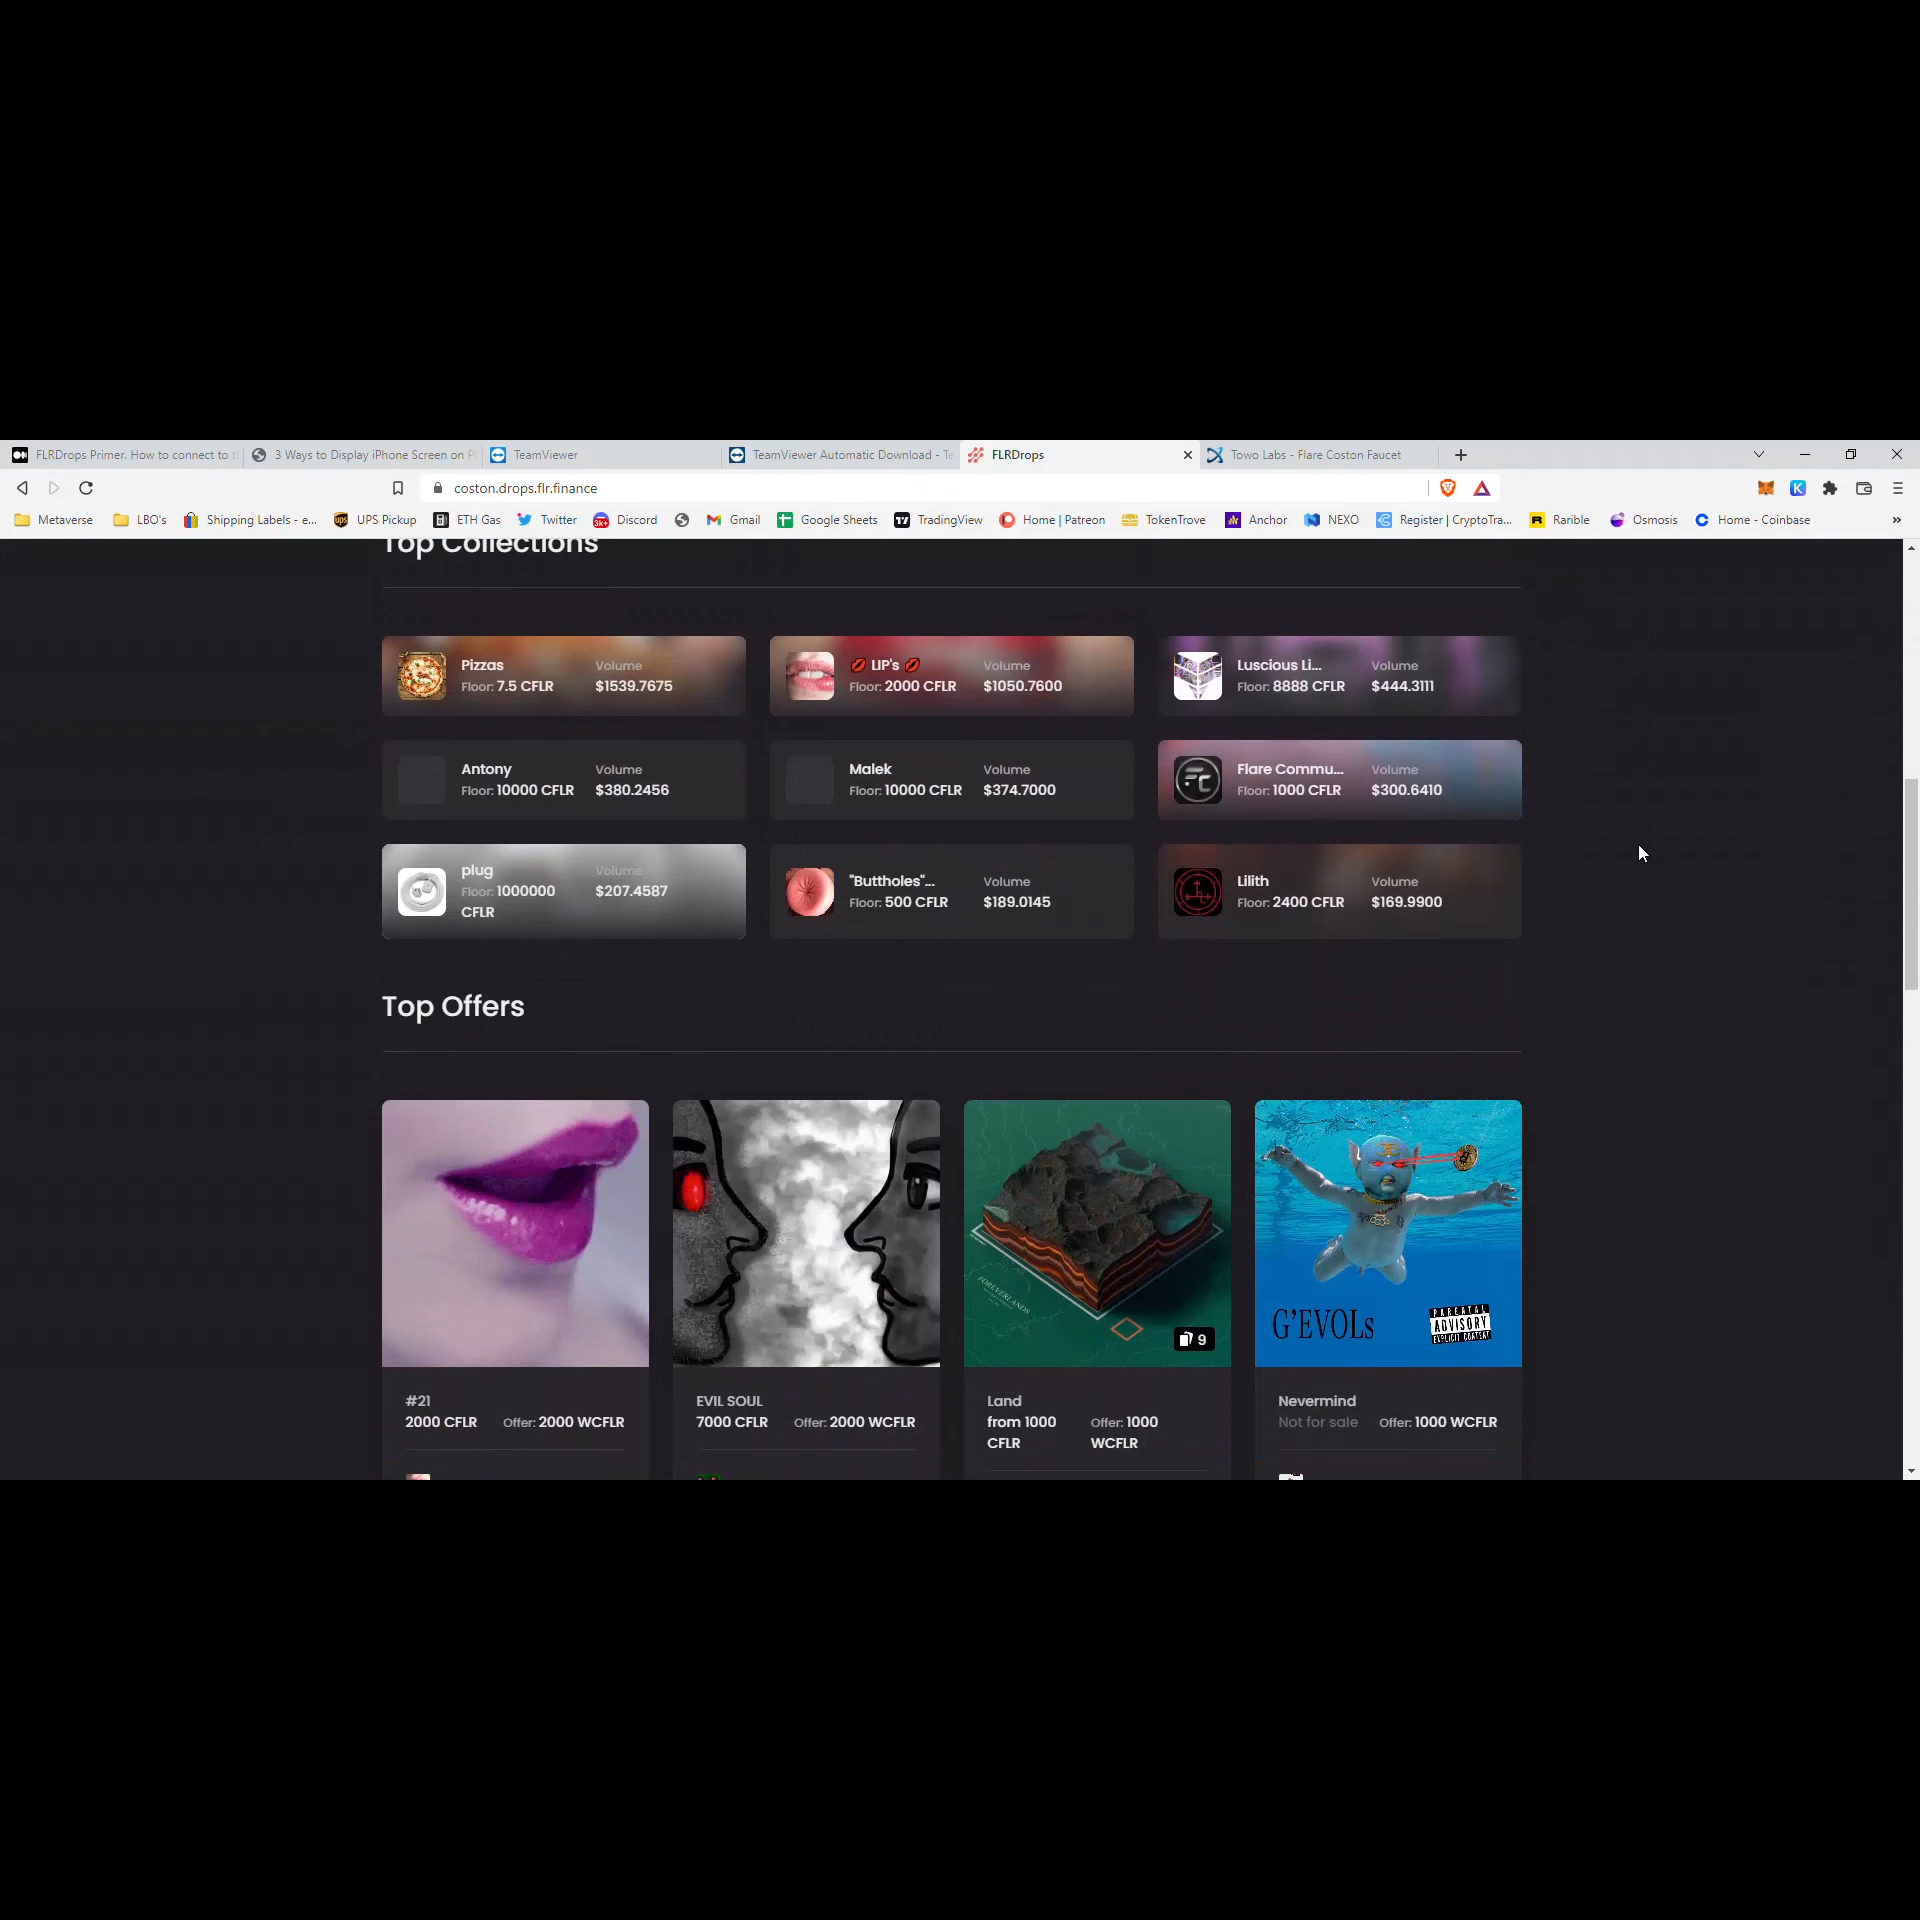 FLRDrops Primer. How to connect to t
3 Ways to Display iPhone Screen on P
TeamViewer
TeamViewer Automatic Download - Te
FLRDrops
Towo Labs - Flare Coston Faucet
coston.drops.flr.finance
Metaverse
LBO's
Shipping Labels - e...
UPS Pickup
ETH Gas
Twitter
3k+
Discord
Gmail
Google Sheets
TradingView
Home | Patreon
TokenTrove
Anchor
NEXO
Register | CryptoTra...
Rarible
Osmosis
Home - Coinbase
»
Top Collections
Pizzas
Volume
Floor: 7.5 CFLR
$1539.7675
💋 LIP's 💋
Volume
Floor: 2000 CFLR
$1050.7600
Luscious Li...
Volume
Floor: 8888 CFLR
$444.3111
Antony
Volume
Floor: 10000 CFLR
$380.2456
Malek
Volume
Floor: 10000 CFLR
$374.7000
Flare Commu...
Volume
Floor: 1000 CFLR
$300.6410
plug
Volume
Floor: 1000000
CFLR
$207.4587
"Buttholes"...
Volume
Floor: 500 CFLR
$189.0145
Lilith
Volume
Floor: 2400 CFLR
$169.9900
Top Offers
FOREVERLANDS
9
G'EVOLs
PARENTAL
ADVISORY
EXPLICIT CONTENT
#21
2000 CFLR
Offer: 2000 WCFLR
EVIL SOUL
7000 CFLR
Offer: 2000 WCFLR
Land
from 1000
CFLR
Offer: 1000
WCFLR
Nevermind
Not for sale
Offer: 1000 WCFLR